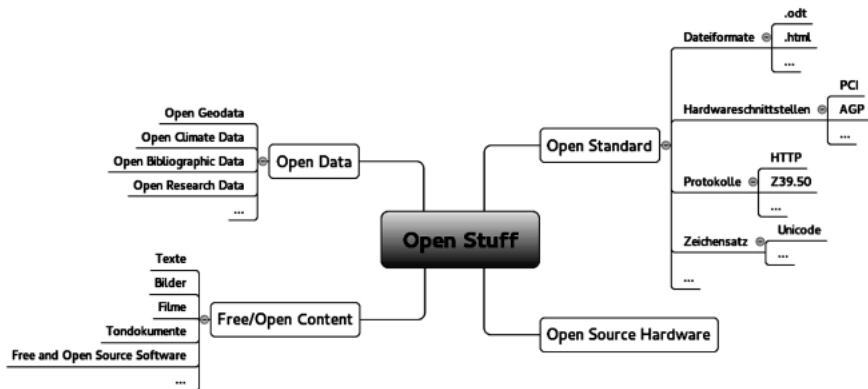 Open Stuff
Open Data
Open Geodata
Open Climate Data
Open Bibliographic Data
Open Research Data
...
Free/Open Content
Texte
Bilder
Filme
Tondokumente
Free and Open Source Software
...
Open Standard
Dateiformate
.odt
.html
...
Hardwareschnittstellen
PCI
AGP
...
Protokolle
HTTP
Z39.50
...
Zeichensatz
Unicode
...
...
Open Source Hardware